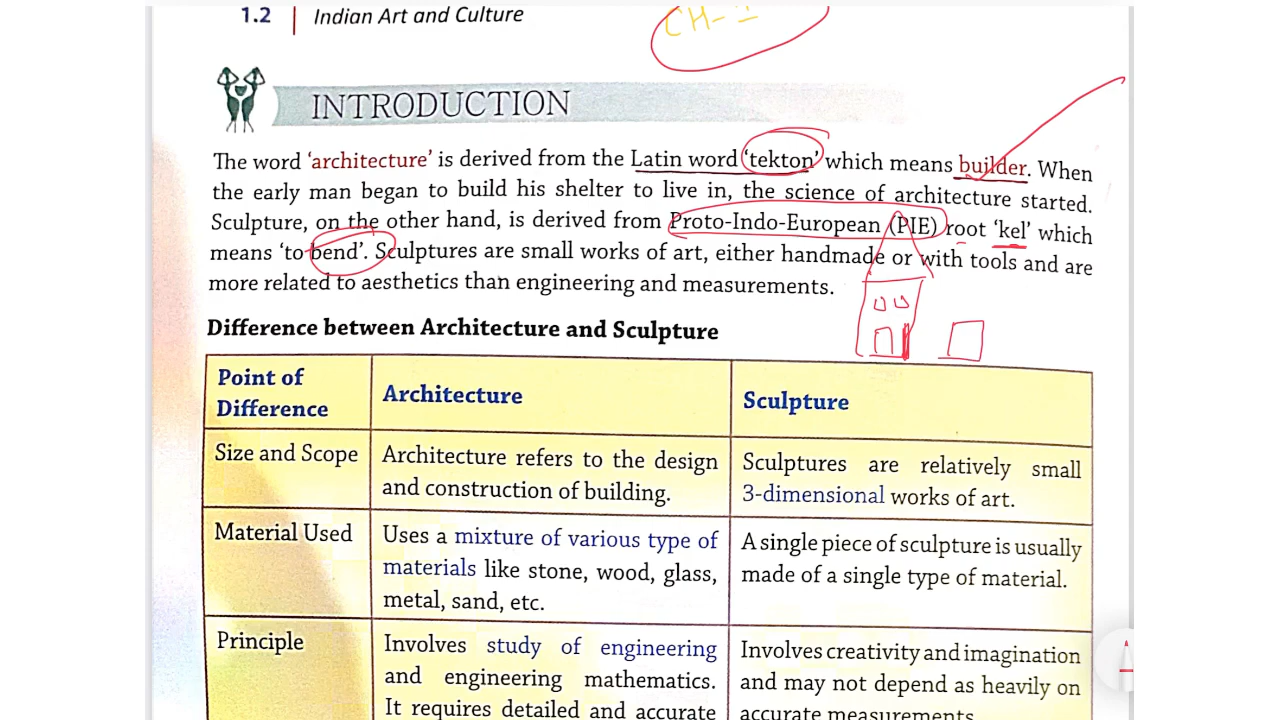 1.2 | Indian Art and Culture
CH-I
INTRODUCTION
The word ‘architecture’ is derived from the Latin word ‘tekton’ which means builder. When
the early man began to build his shelter to live in, the science of architecture started.
Sculpture, on the other hand, is derived from Proto-Indo-European (PIE) root ‘kel’ which
means ‘to bend’. Sculptures are small works of art, either handmade or with tools and are
more related to aesthetics than engineering and measurements.
Difference between Architecture and Sculpture
Point of
Difference
Architecture
Sculpture
Size and Scope
Architecture refers to the design
and construction of building.
Sculptures are relatively small
3-dimensional works of art.
Material Used
Uses a mixture of various type of
materials like stone, wood, glass,
metal, sand, etc.
A single piece of sculpture is usually
made of a single type of material.
Principle
Involves study of engineering
and engineering mathematics.
It requires detailed and accurate
Involves creativity and imagination
and may not depend as heavily on
accurate measurements.